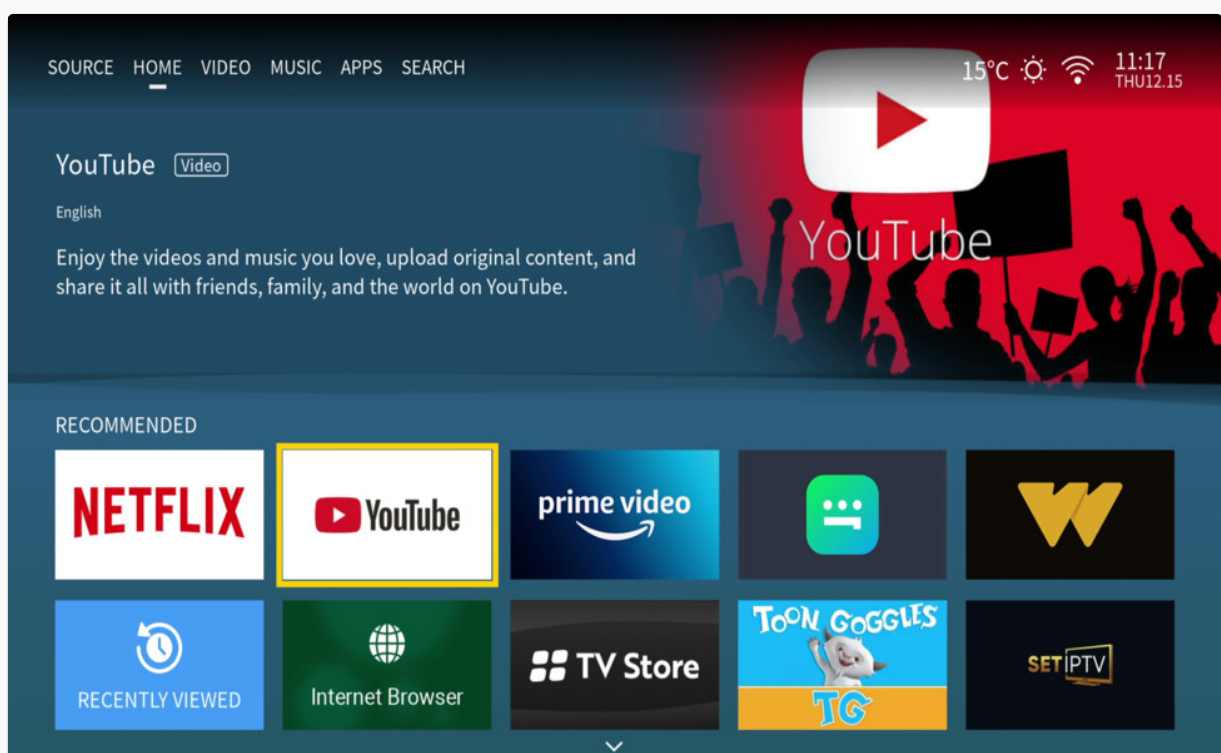 SOURCE HOME VIDEO MUSIC APPS SEARCH
15°C
11:17
THU12.15
YouTube Video
English
Enjoy the videos and music you love, upload original content, and
share it all with friends, family, and the world on YouTube.
YouTube
RECOMMENDED
NETFLIX
YouTube
prime video
W
RECENTLY VIEWED
Internet Browser
TV Store
TOON GOGGLES
TG
SET IPTV